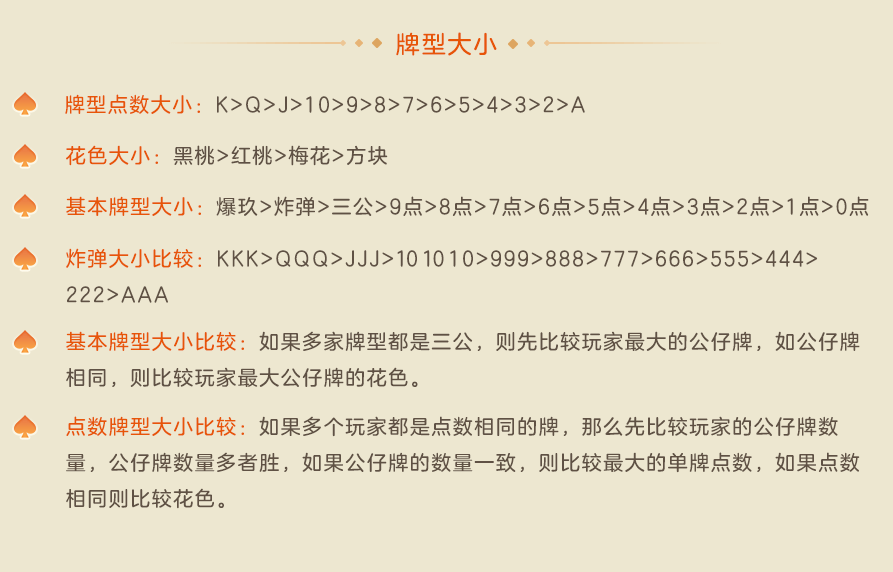 牌型大小
牌型点数大小：K>Q>J>10>9>8>7>6>5>4>3>2>A
花色大小：黑桃>红桃>梅花>方块
基本牌型大小：爆玖>炸弹>三公>9点>8点>7点>6点>5点>4点>3点>2点>1点>0点
炸弹大小比较：KKK>QQQ>JJJ>101010>999>888>777>666>555>444>
222>AAA
基本牌型大小比较：如果多家牌型都是三公，则先比较玩家最大的公仔牌，如公仔牌
相同，则比较玩家最大公仔牌的花色。
点数牌型大小比较：如果多个玩家都是点数相同的牌，那么先比较玩家的公仔牌数
量，公仔牌数量多者胜，如果公仔牌的数量一致，则比较最大的单牌点数，如果点数
相同则比较花色。